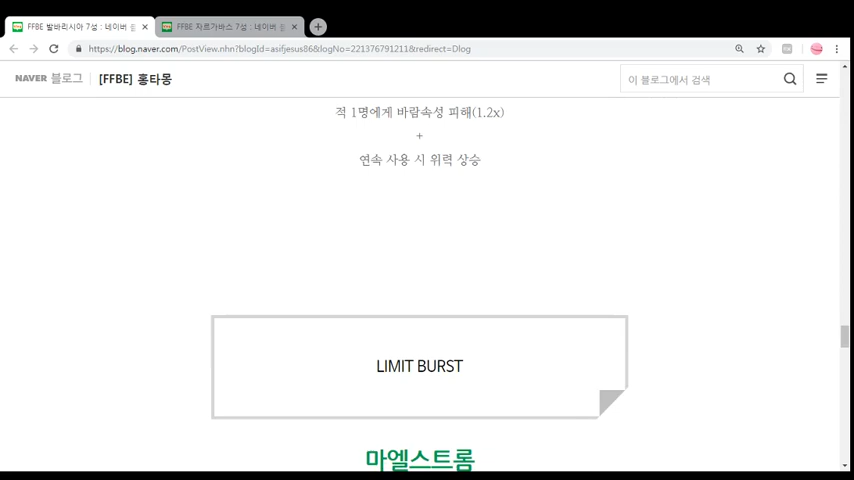 FFBE 발바리시아 7성 : 네이버
FFBE 자르가바스 7성 : 네이버
https://blog.naver.com/PostView.nhn?blogId=asifjesus86&logNo=221376791211&redirect=Dlog
NAVER 블로그 [FFBE] 홍타몽
이 블로그에서 검색
적 1명에게 바람속성 피해(1.2x)
+
연속 사용 시 위력 상승
LIMIT BURST
마엘스트롬